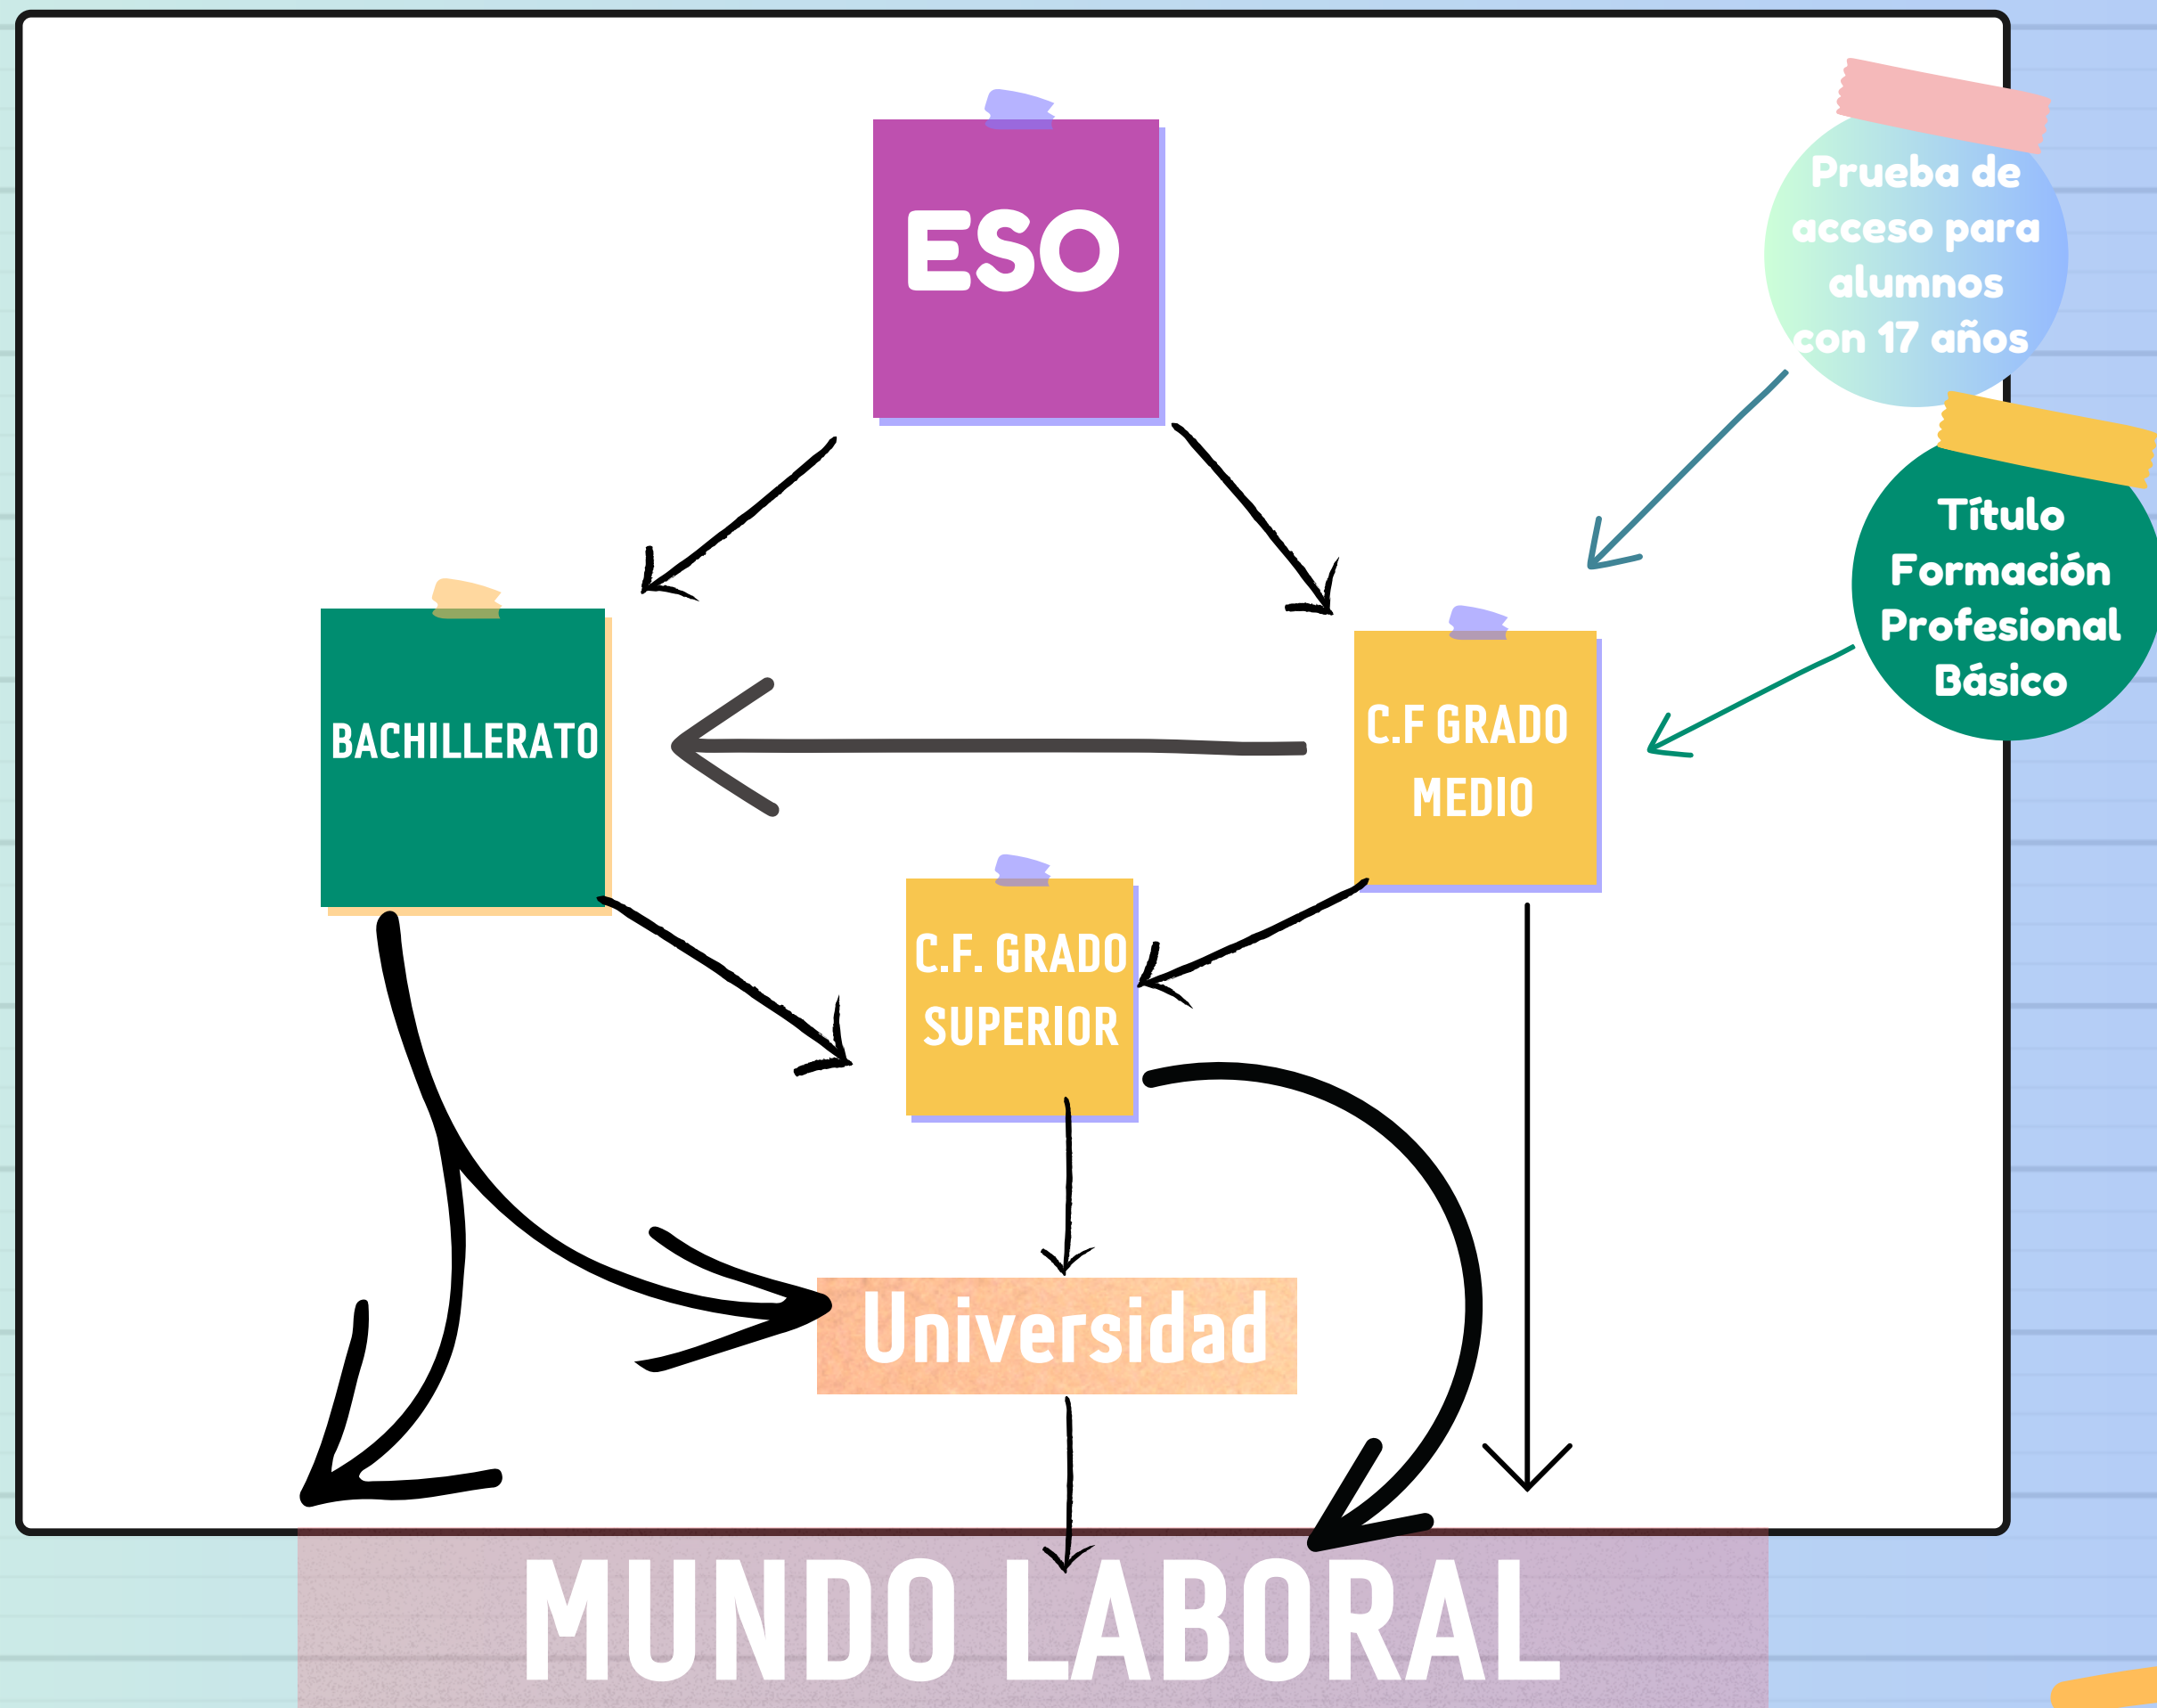 ESO
Prueba de
acceso para
alumnos
con 17 años
Título
Formación
Profesional
Básico
BACHILLERATO
C.F GRADO
MEDIO
C.F. GRADO
SUPERIOR
Universidad
MUNDO LABORAL